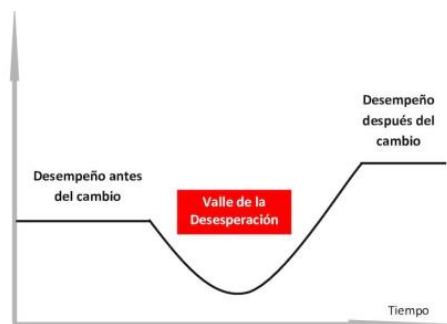 Desempeño
después del
cambio
Desempeño antes
del cambio
Valle de la
Desesperación
Tiempo